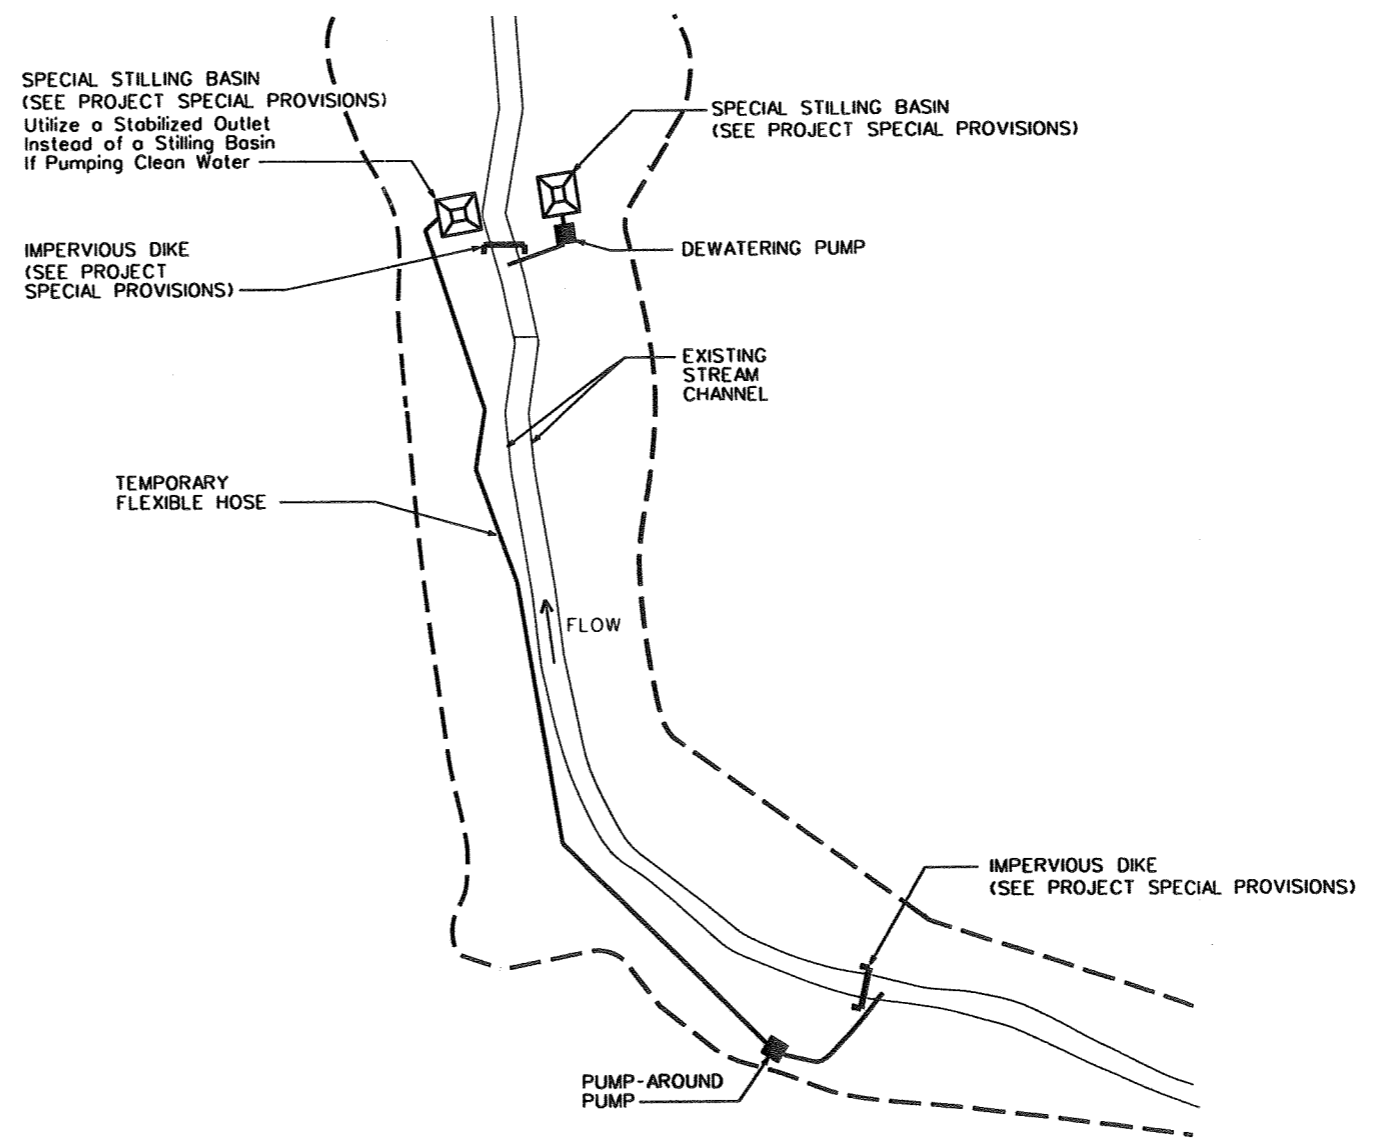 SPECIAL STILLING BASIN
(SEE PROJECT SPECIAL PROVISIONS)
Utilize a Stabilized Outlet
Instead of a Stilling Basin
If Pumping Clean Water
SPECIAL STILLING BASIN
(SEE PROJECT SPECIAL PROVISIONS)
IMPERVIOUS DIKE
(SEE PROJECT
SPECIAL PROVISIONS)
DEWATERING PUMP
EXISTING
STREAM
CHANNEL
TEMPORARY
FLEXIBLE HOSE
FLOW
IMPERVIOUS DIKE
(SEE PROJECT SPECIAL PROVISIONS)
PUMP-AROUND
PUMP